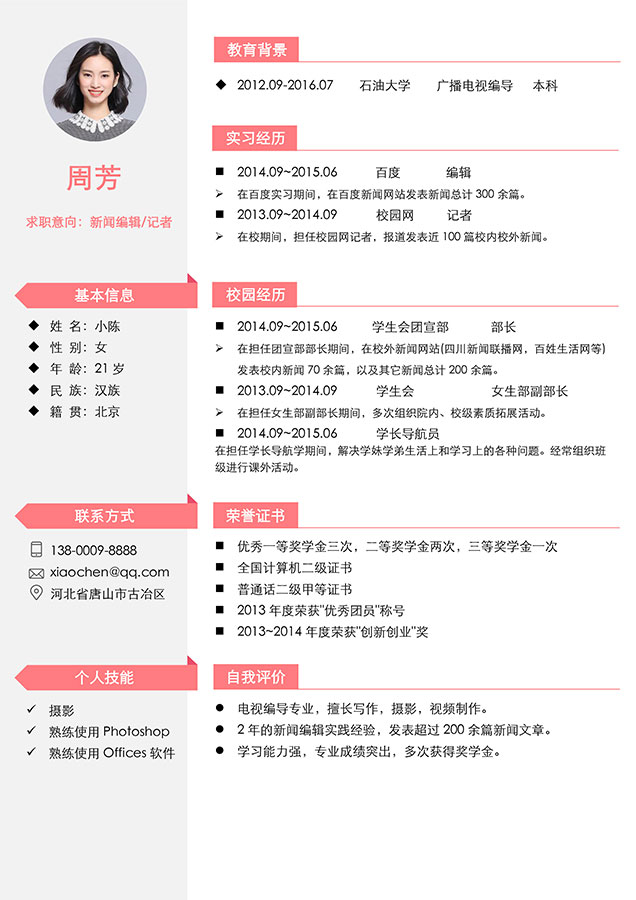 周芳
求职意向：新闻编辑/记者
基本信息
姓 名：小陈
性 别：女
年 龄：21 岁
民 族：汉族
籍 贯：北京
联系方式
138-0009-8888
xiaochen@qq.com
河北省唐山市古冶区
个人技能
摄影
熟练使用 Photoshop
熟练使用 Offices 软件
教育背景
2012.09-2016.07 石油大学 广播电视编导 本科
实习经历
2014.09~2015.06 百度 编辑
在百度实习期间，在百度新闻网站发表新闻总计 300 余篇。
2013.09~2014.09 校园网 记者
在校期间，担任校园网记者，报道发表近 100 篇校内校外新闻。
校园经历
2014.09~2015.06 学生会团宣部 部长
在担任团宣部部长期间，在校外新闻网站(四川新闻联播网，百姓生活网等)
发表校内新闻 70 余篇，以及其它新闻总计 200 余篇。
2013.09~2014.09 学生会 女生部副部长
在担任女生部副部长期间，多次组织院内、校级素质拓展活动。
2014.09~2015.06 学长导航员
在担任学长导航学期间，解决学妹学弟生活上和学习上的各种问题。经常组织班
级进行课外活动。
荣誉证书
优秀一等奖学金三次，二等奖学金两次，三等奖学金一次
全国计算机二级证书
普通话二级甲等证书
2013 年度荣获"优秀团员"称号
2013~2014 年度荣获"创新创业"奖
自我评价
电视编导专业，擅长写作，摄影，视频制作。
2 年的新闻编辑实践经验，发表超过 200 余篇新闻文章。
学习能力强，专业成绩突出，多次获得奖学金。